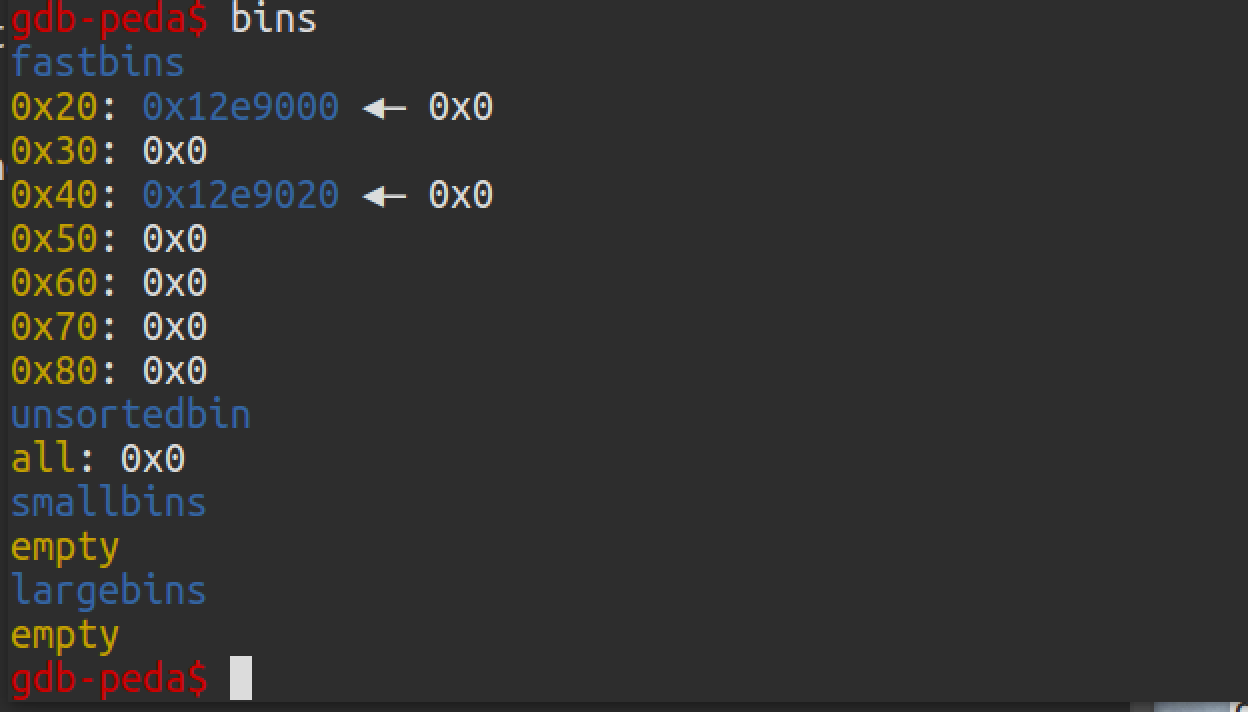 gdb-peda$ bins
fastbins
0x20: 0x12e9000 ◂— 0x0
0x30: 0x0
0x40: 0x12e9020 ◂— 0x0
0x50: 0x0
0x60: 0x0
0x70: 0x0
0x80: 0x0
unsortedbin
all: 0x0
smallbins
empty
largebins
empty
gdb-peda$